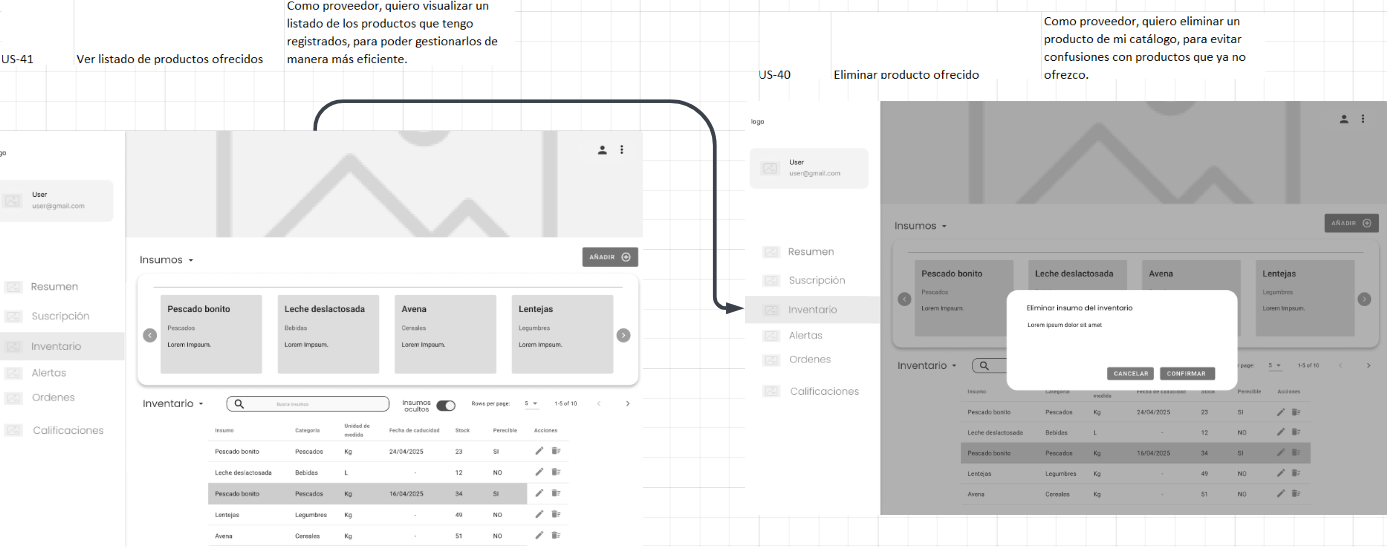 Como proveedor, quiero visualizar un
listado de los productos que tengo
registrados, para poder gestionarlos de
manera más eficiente.
US-41
Ver listado de productos ofrecidos
Como proveedor, quiero eliminar un
producto de mi catálogo, para evitar
confusiones con productos que ya no
ofrezco.
US-40
Eliminar producto ofrecido
User
user@gmail.com
Resumen
Suscripción
Inventario
Alertas
Ordenes
Calificaciones
Insumos
AÑADIR
Pescado bonito
Pescados
Lorem Impsum.
Leche deslactosada
Bebidas
Lorem Impsum.
Avena
Cereales
Lorem Impsum.
Lentejas
Legumbres
Lorem Impsum.
Inventario
Busca insumos
Insumos
ocultos
Rows per page: 5 1-5 of 10
Insumo Categoría Unidad de medida Fecha de caducidad Stock Perecible Acciones
Pescado bonito Pescados Kg 24/04/2025 23 SI
Leche deslactosada Bebidas L - 12 NO
Pescado bonito Pescados Kg 16/04/2025 34 SI
Lentejas Legumbres Kg - 49 NO
Avena Cereales Kg - 51 NO
logo
User
user@gmail.com
Resumen
Suscripción
Inventario
Alertas
Ordenes
Calificaciones
Insumos
AÑADIR
Pescado bonito
Pescados
Lorem Impsum.
Leche deslactosada
Avena
Lentejas
Legumbres
Lorem Impsum.
Eliminar insumo del inventario
Lorem ipsum dolor sit amet
CANCELAR CONFIRMAR
Inventario
page: 5 1-5 of 10
Insumo Categoría medida Fecha de caducidad Stock Perecible Acciones
Pescado bonito Pescados Kg 24/04/2025 23 SI
Leche deslactosada Bebidas L - 12 NO
Pescado bonito Pescados Kg 16/04/2025 34 SI
Lentejas Legumbres Kg - 49 NO
Avena Cereales Kg - 51 NO